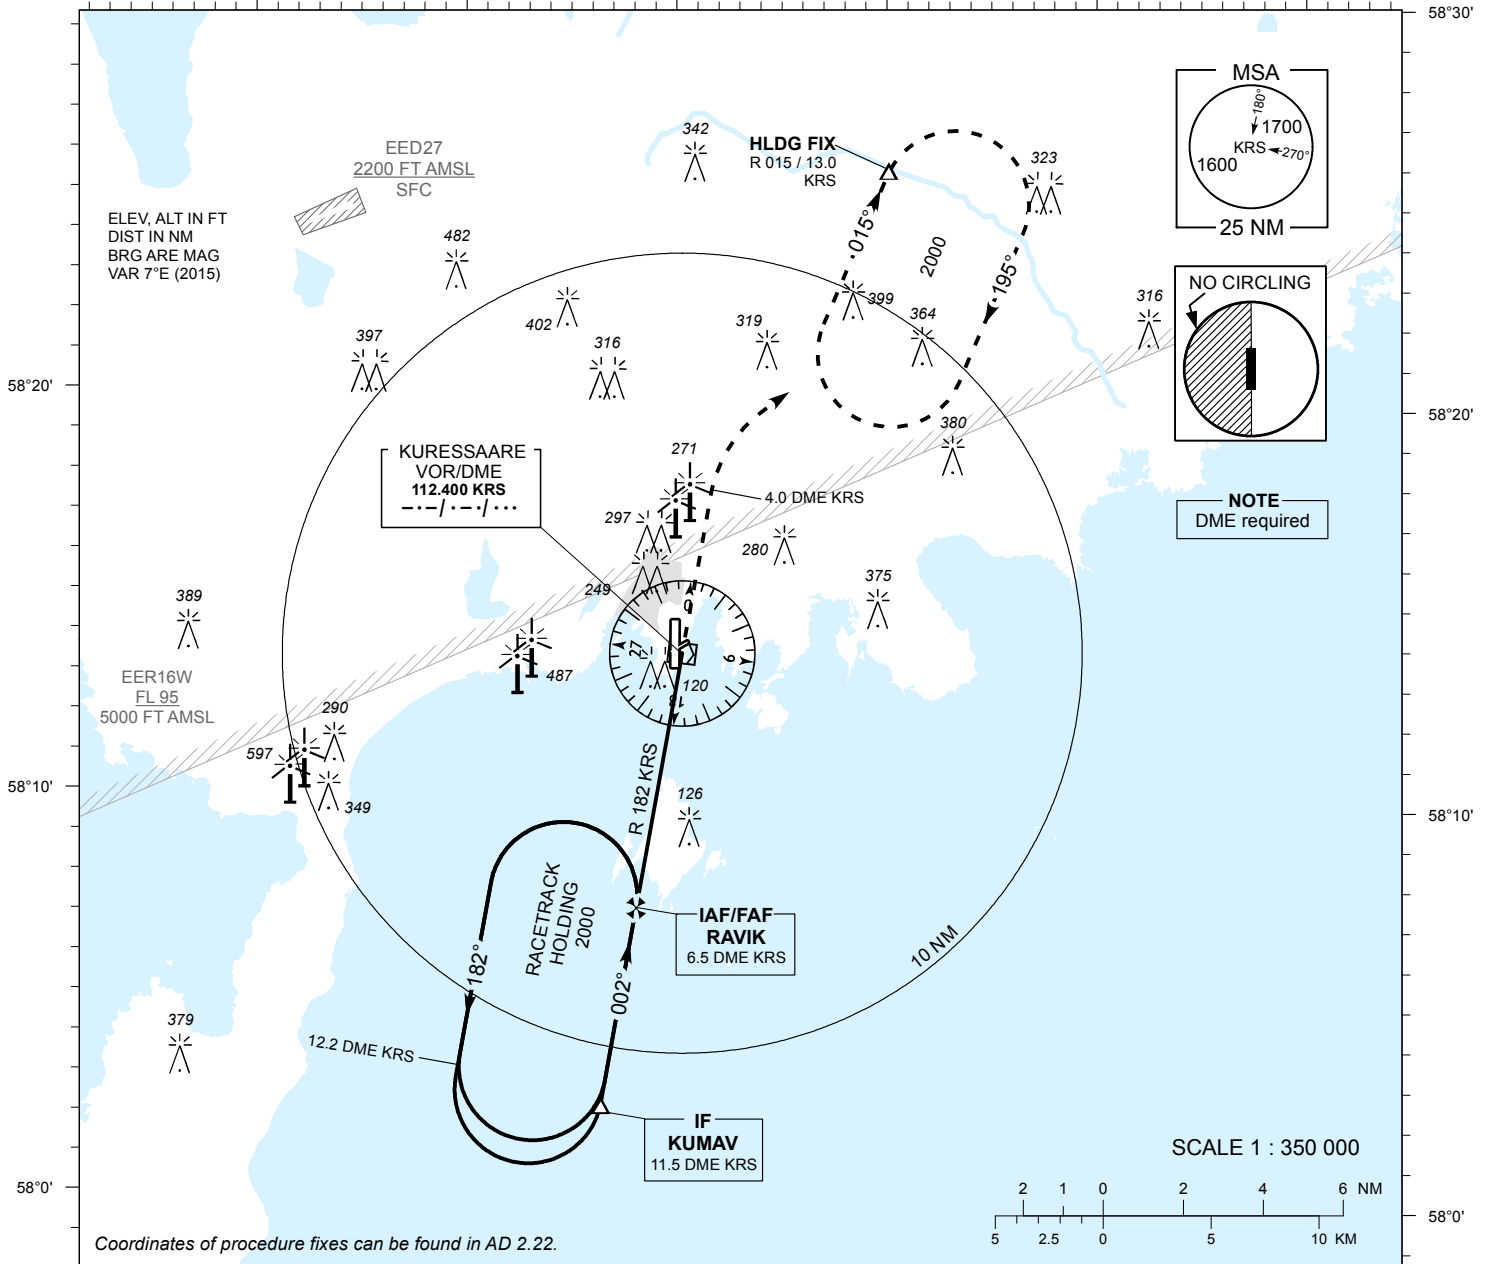 58°30'
MSA
180°
1700
KRS
270°
1600
25 NM
342
HLDG FIX
R 015 / 13.0
KRS
323
EED27
2200 FT AMSL
SFC
ELEV, ALT IN FT
DIST IN NM
BRG ARE MAG
VAR 7°E (2015)
482
015°
2000
195°
NO CIRCLING
399
402
397
316
319
364
316
58°20'
58°20'
380
KURESSAARE
VOR/DME
112.400 KRS
271
4.0 DME KRS
NOTE
DME required
297
280
249
375
389
0
27
9
487
120
EER16W
FL 95
5000 FT AMSL
290
597
349
R 182 KRS
126
58°10'
58°10'
RACETRACK
HOLDING
2000
IAF/FAF
RAVIK
6.5 DME KRS
10 NM
182°
002°
379
12.2 DME KRS
IF
KUMAV
11.5 DME KRS
SCALE 1 : 350 000
2 1 0 2 4 6 NM
5 2.5 0 5 10 KM
58°0'
58°0'
Coordinates of procedure fixes can be found in AD 2.22.